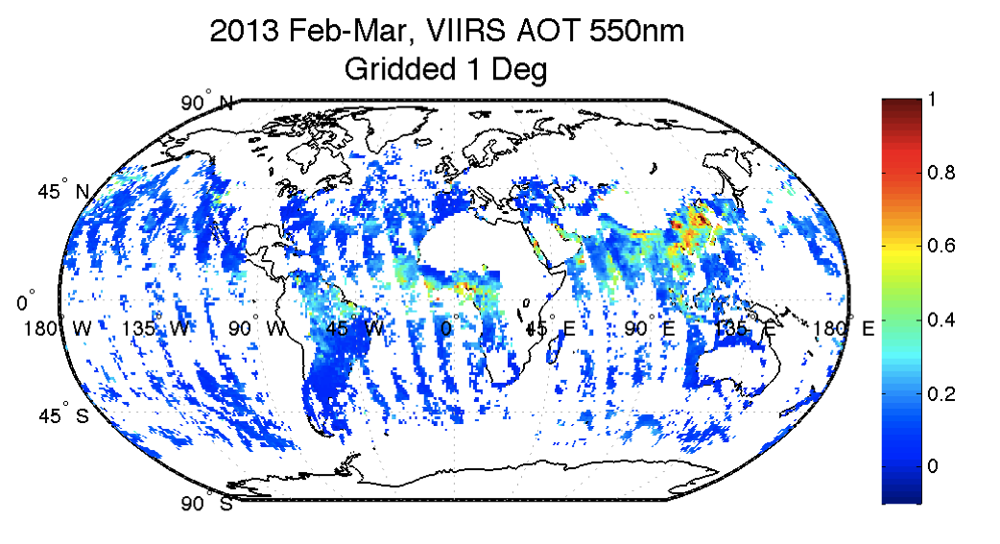 2013 Feb-Mar, VIIRS AOT 550nm
Gridded 1 Deg
90° N
45° N
0°
180° W 135° W 90° W 45° W 0° 45° E 90° E 135° E 180° E
45° S
90° S
1
0.8
0.6
0.4
0.2
0